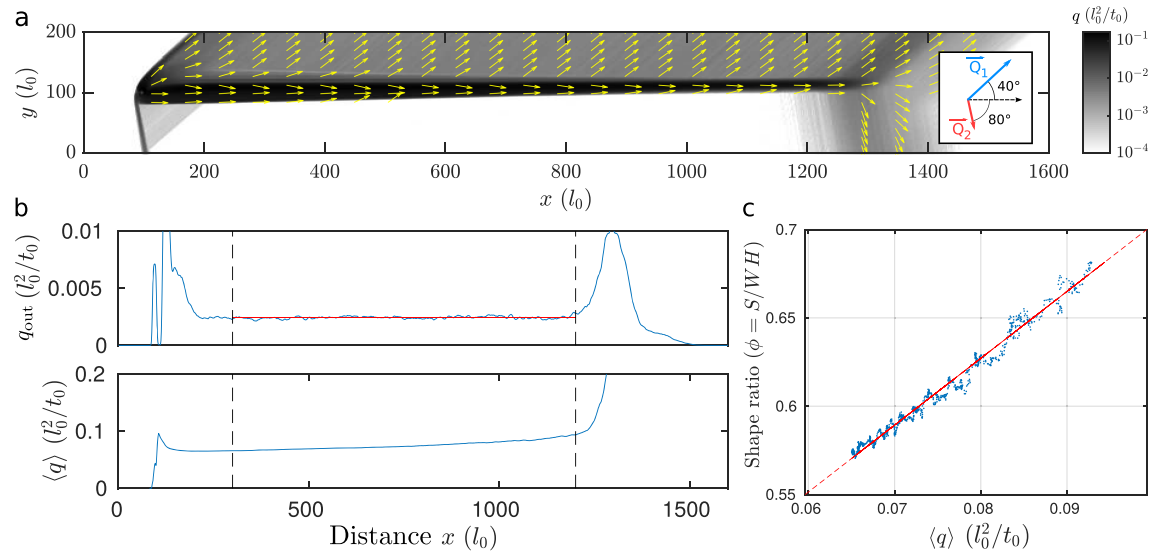 a
q (l₀²/t₀)
y (l₀)
200
100
0
Q₁
40°
Q₂
80°
10⁻¹
10⁻²
10⁻³
10⁻⁴
0
200
400
600
800
1000
1200
1400
1600
x (l₀)
b
q_out (l₀²/t₀)
0.01
0.005
0
⟨q⟩ (l₀²/t₀)
0.2
0.1
0
0
500
1000
1500
Distance x (l₀)
c
Shape ratio (ϕ = S/WH)
0.7
0.65
0.6
0.55
0.06
0.07
0.08
0.09
⟨q⟩ (l₀²/t₀)